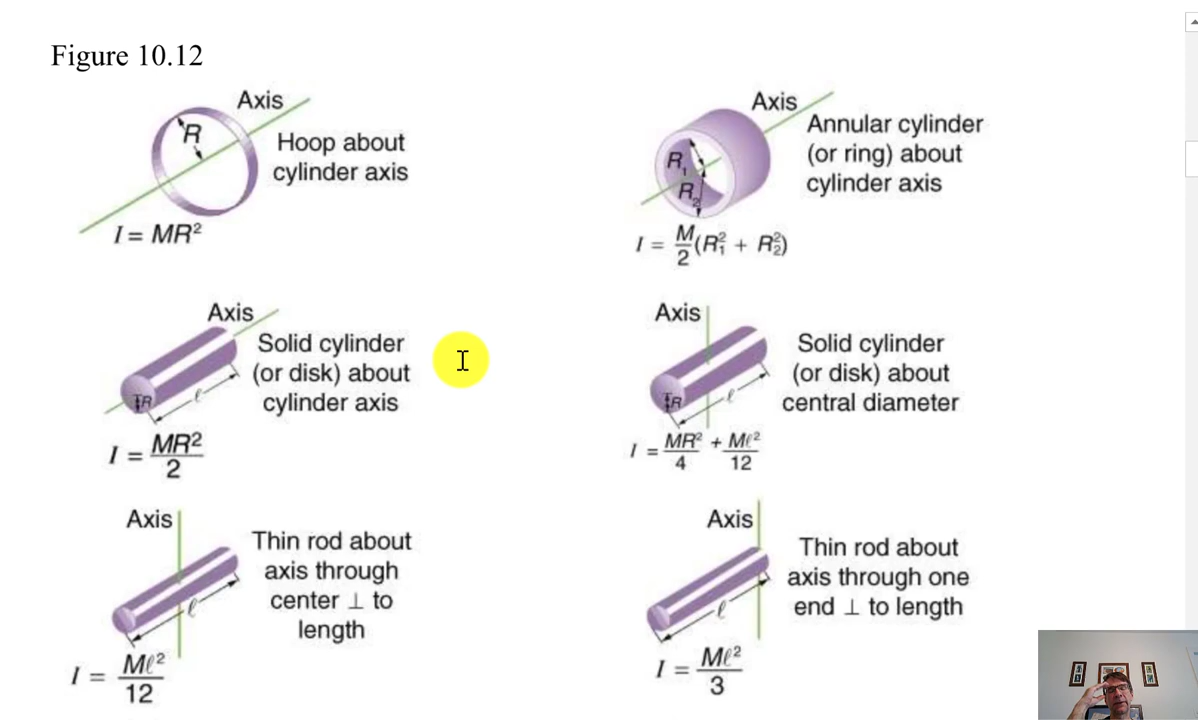 Figure 10.12
Axis
R
Hoop about
cylinder axis
I = MR²
Axis
Annular cylinder
(or ring) about
cylinder axis
R₁
R₂
I = M/2 (R₁² + R₂²)
Axis
Solid cylinder
(or disk) about
cylinder axis
R
ℓ
I = MR²/2
Axis
Solid cylinder
(or disk) about
central diameter
R
ℓ
I = MR²/4 + Mℓ²/12
Axis
Thin rod about
axis through
center ⊥ to
length
ℓ
I = Mℓ²/12
Axis
Thin rod about
axis through one
end ⊥ to length
ℓ
I = Mℓ²/3